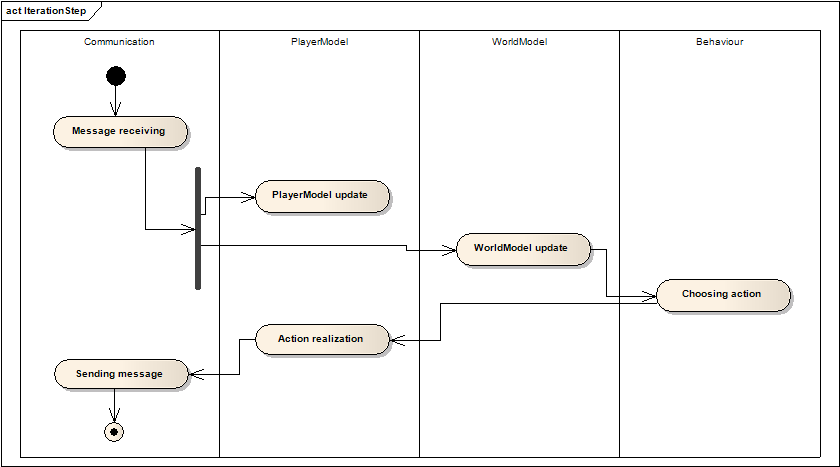 act IterationStep
Communication
PlayerModel
WorldModel
Behaviour
Message receiving
PlayerModel update
WorldModel update
Choosing action
Action realization
Sending message